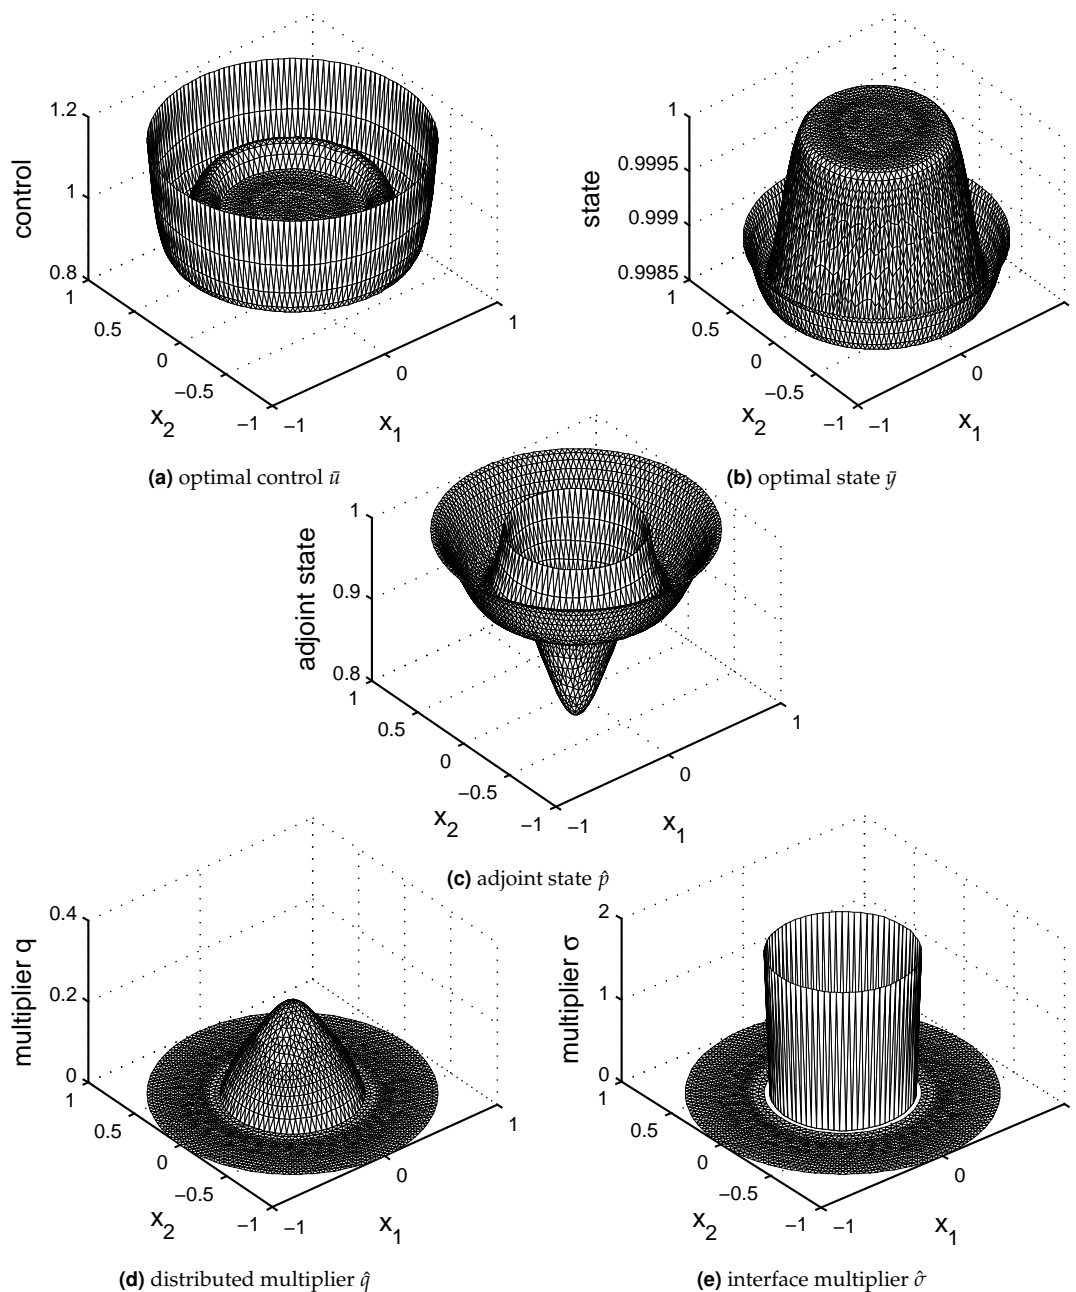 1.2
1
0.8
control
1
0.5
0
−0.5
−1
x2
−1
0
1
x1
(a) optimal control ū
1
0.9995
0.999
0.9985
state
1
0.5
0
−0.5
−1
x2
−1
0
x1
(b) optimal state ȳ
1
0.9
0.8
adjoint state
1
0.5
0
−0.5
−1
x2
−1
0
1
x1
(c) adjoint state p̂
0.4
0.2
0
multiplier q
1
0.5
0
−0.5
−1
x2
−1
0
1
x1
(d) distributed multiplier q̂
2
1
0
multiplier σ
1
0.5
0
−0.5
−1
x2
−1
0
x1
(e) interface multiplier σ̂